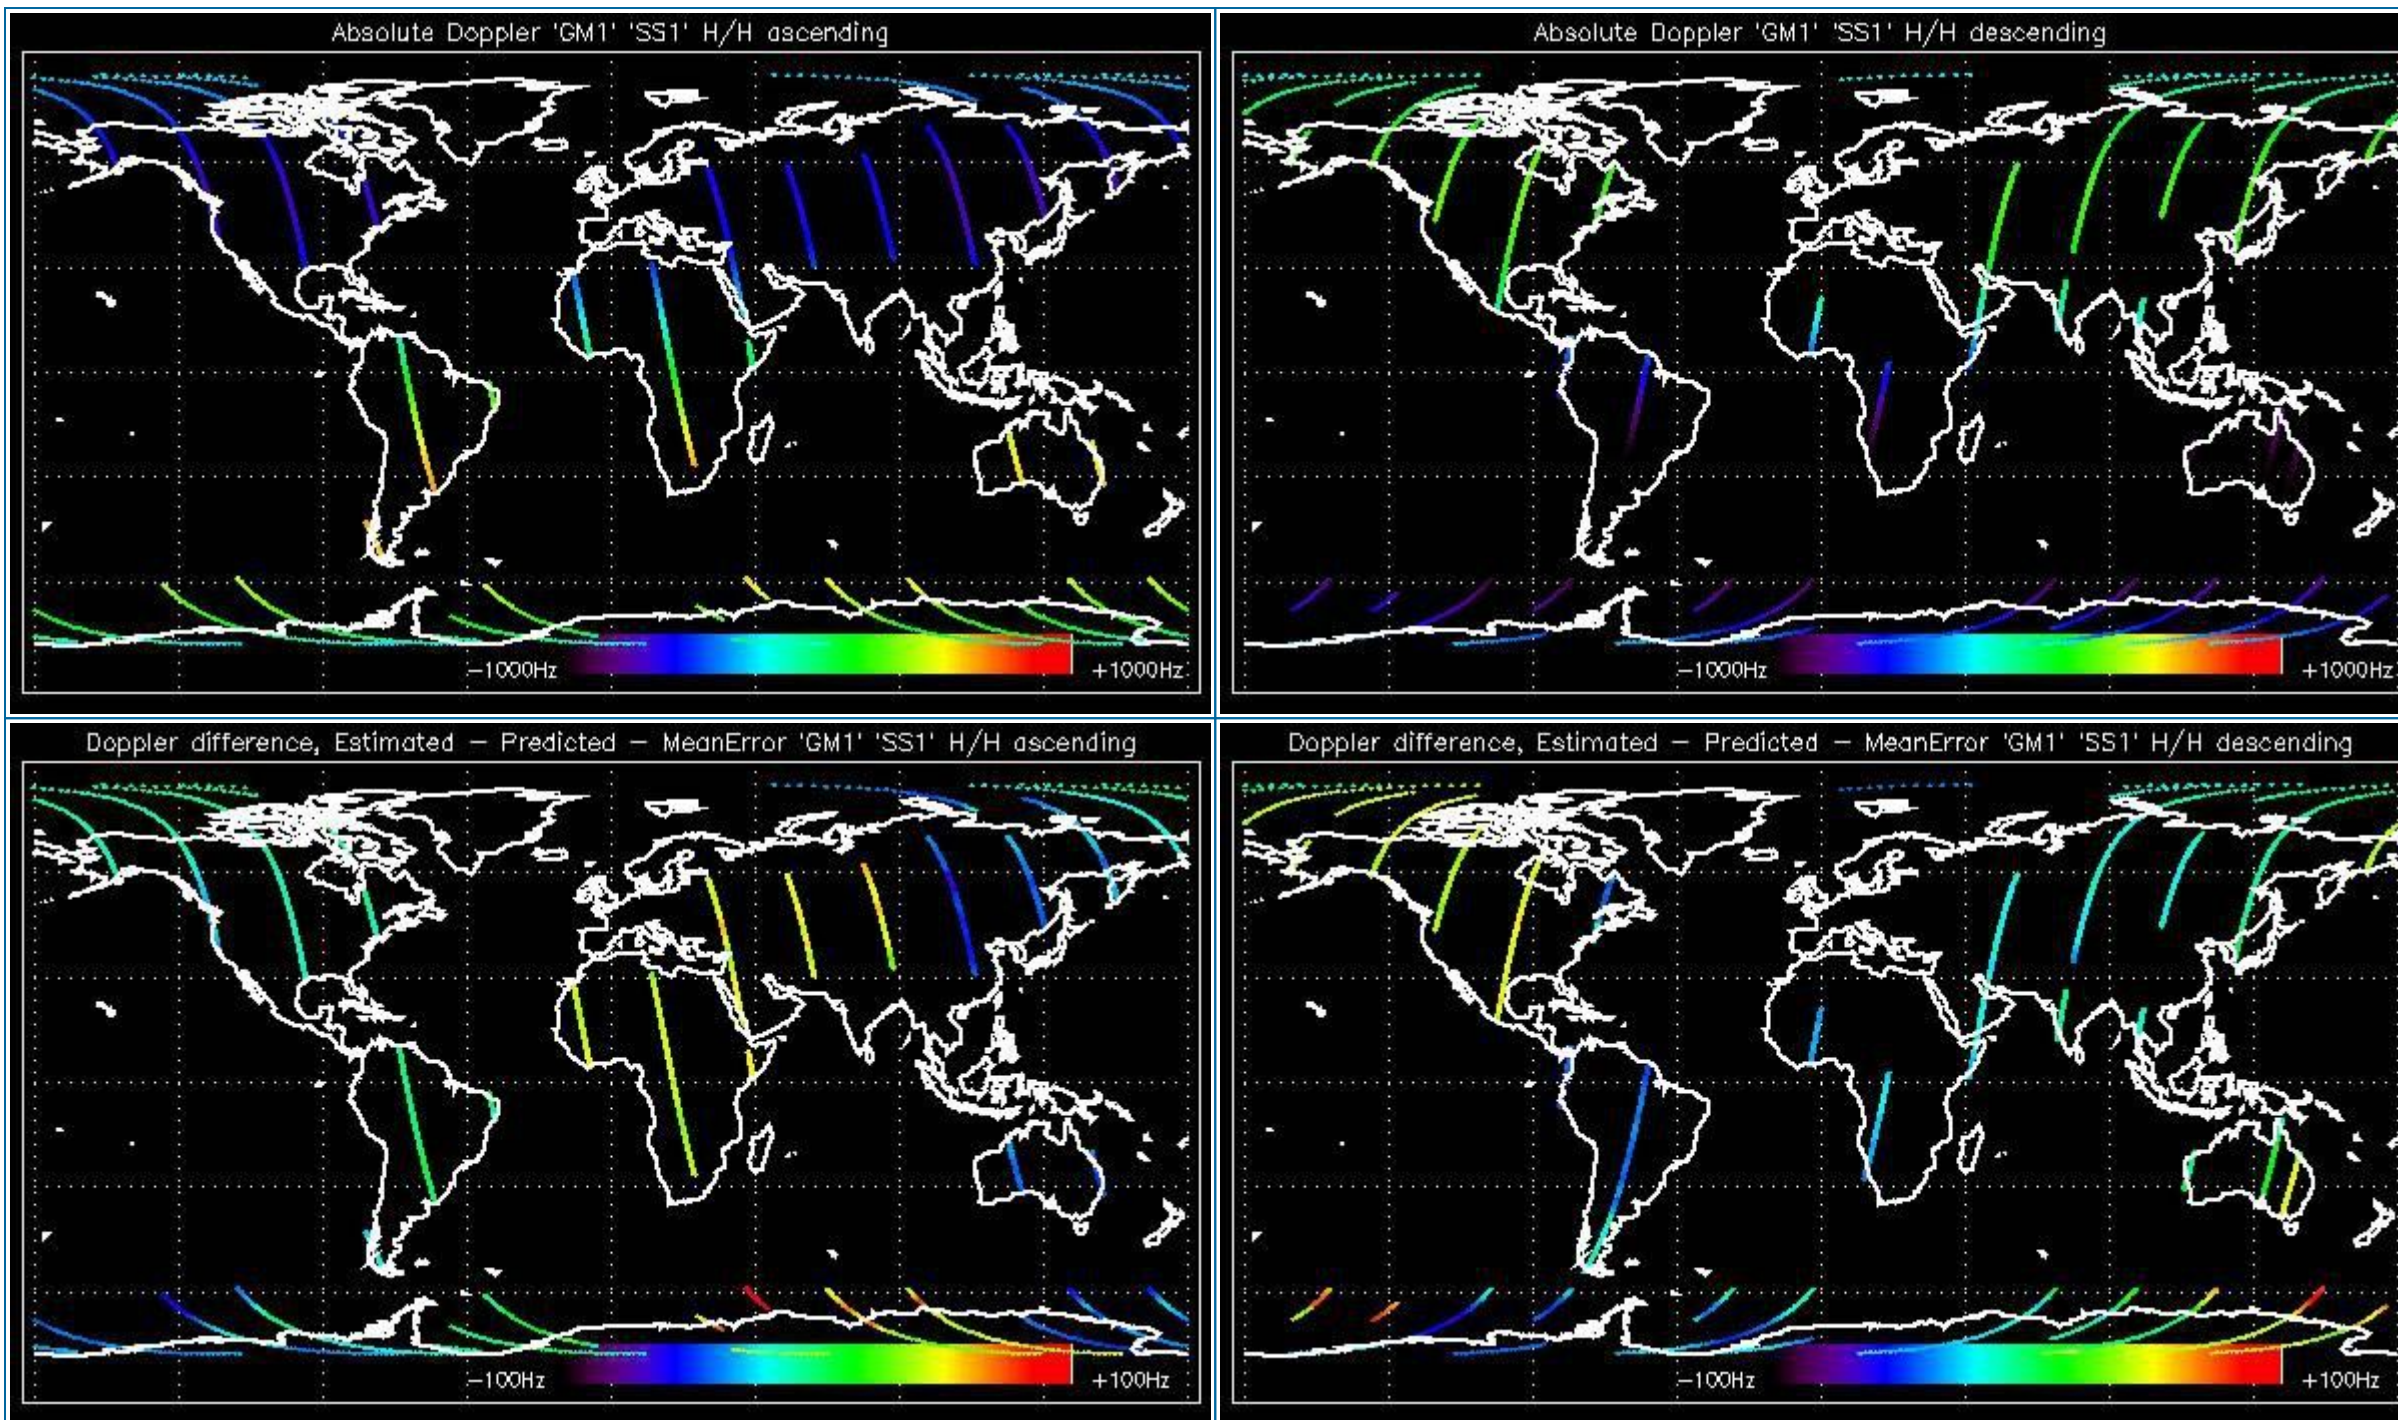 Absolute Doppler 'GM1' 'SS1' H/H ascending
-1000Hz
+1000Hz
Absolute Doppler 'GM1' 'SS1' H/H descending
-1000Hz
+1000Hz
Doppler difference, Estimated - Predicted - MeanError 'GM1' 'SS1' H/H ascending
-100Hz
+100Hz
Doppler difference, Estimated - Predicted - MeanError 'GM1' 'SS1' H/H descending
-100Hz
+100Hz